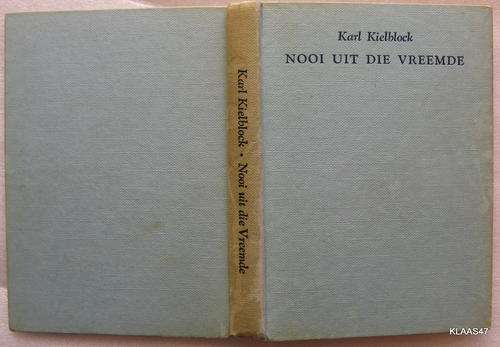 Karl Kielblock
NOOI UIT DIE VREEMDE
Karl Kielblock • Nooi uit die Vreemde
KLAAS47